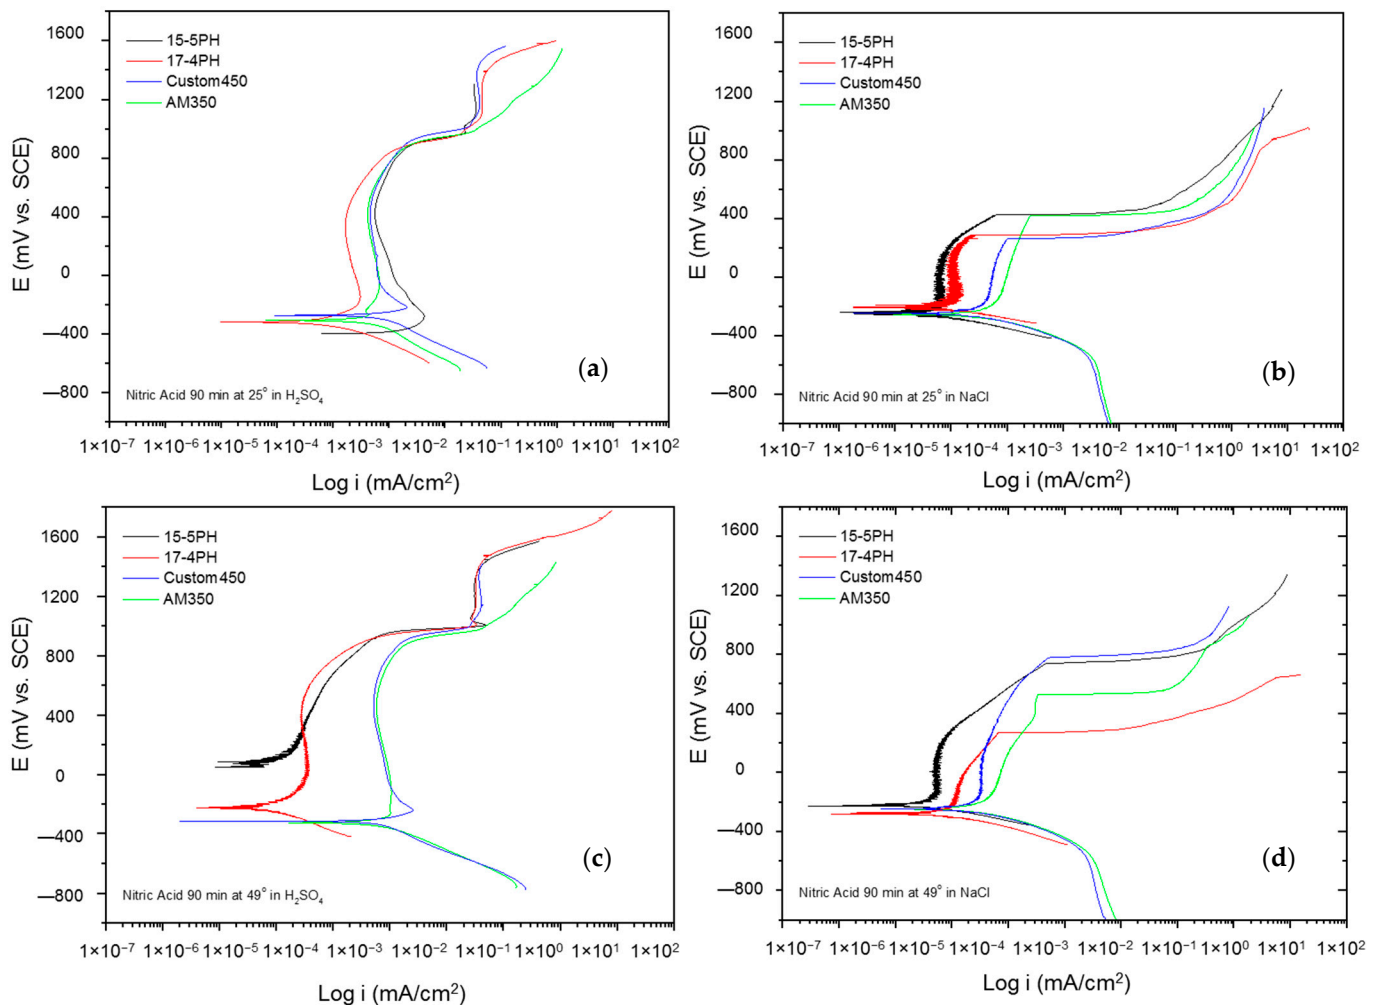 15-5PH
17-4PH
Custom450
AM350
E (mV vs. SCE)
1600
1200
800
400
0
—400
—800
(a)
Nitric Acid 90 min at 25° in H₂SO₄
1×10⁻⁷ 1×10⁻⁶ 1×10⁻⁵ 1×10⁻⁴ 1×10⁻³ 1×10⁻² 1×10⁻¹ 1×10⁰ 1×10¹ 1×10²
Log i (mA/cm²)
15-5PH
17-4PH
Custom450
AM350
E (mV vs. SCE)
1600
1200
800
400
0
—400
—800
(b)
Nitric Acid 90 min at 25° in NaCl
1×10⁻⁷ 1×10⁻⁶ 1×10⁻⁵ 1×10⁻⁴ 1×10⁻³ 1×10⁻² 1×10⁻¹ 1×10⁰ 1×10¹ 1×10²
Log i (mA/cm²)
15-5PH
17-4PH
Custom450
AM350
E (mV vs. SCE)
1600
1200
800
400
0
—400
—800
(c)
Nitric Acid 90 min at 49° in H₂SO₄
1×10⁻⁷ 1×10⁻⁶ 1×10⁻⁵ 1×10⁻⁴ 1×10⁻³ 1×10⁻² 1×10⁻¹ 1×10⁰ 1×10¹ 1×10²
Log i (mA/cm²)
15-5PH
17-4PH
Custom450
AM350
E (mV vs. SCE)
1600
1200
800
400
0
—400
—800
(d)
Nitric Acid 90 min at 49° in NaCl
1×10⁻⁷ 1×10⁻⁶ 1×10⁻⁵ 1×10⁻⁴ 1×10⁻³ 1×10⁻² 1×10⁻¹ 1×10⁰ 1×10¹ 1×10²
Log i (mA/cm²)